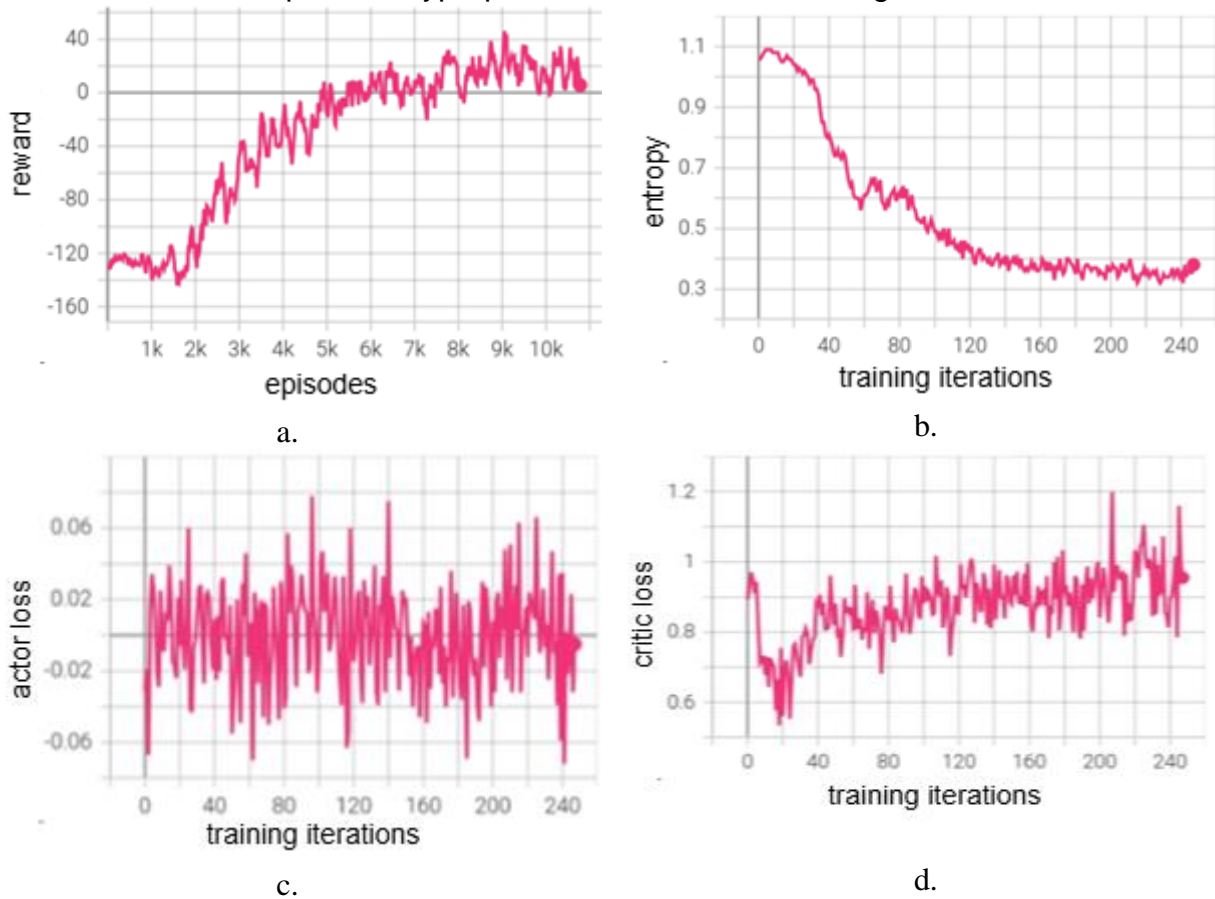 40
0
-40
-80
-120
-160
reward
1k 2k 3k 4k 5k 6k 7k 8k 9k 10k
episodes
a.
1.1
0.9
0.7
0.5
0.3
entropy
0 40 80 120 160 200 240
training iterations
b.
0.06
0.02
-0.02
-0.06
actor loss
0 40 80 120 160 200 240
training iterations
c.
1.2
1
0.8
0.6
critic loss
0 40 80 120 160 200 240
training iterations
d.